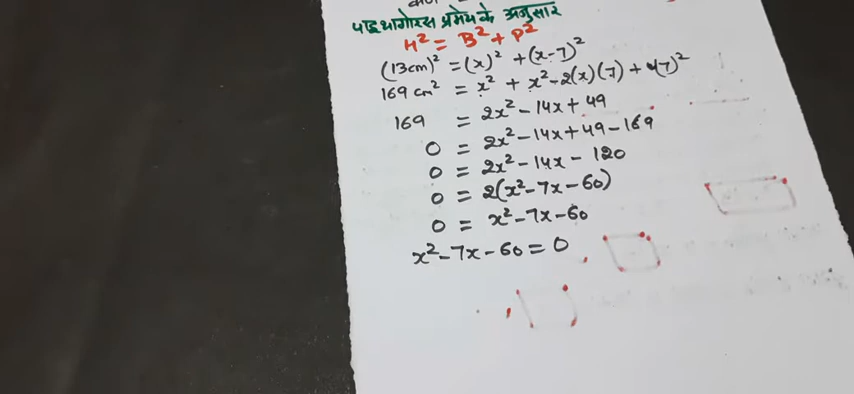 पाइथागोरस प्रमेय के अनुसार
H² = B² + P²
(13cm)² = (x)² + (x-7)²
169 cm² = x² + x² - 2(x)(7) + (7)²
169 = 2x² - 14x + 49
0 = 2x² - 14x + 49 - 169
0 = 2x² - 14x - 120
0 = 2(x² - 7x - 60)
0 = x² - 7x - 60
x² - 7x - 60 = 0